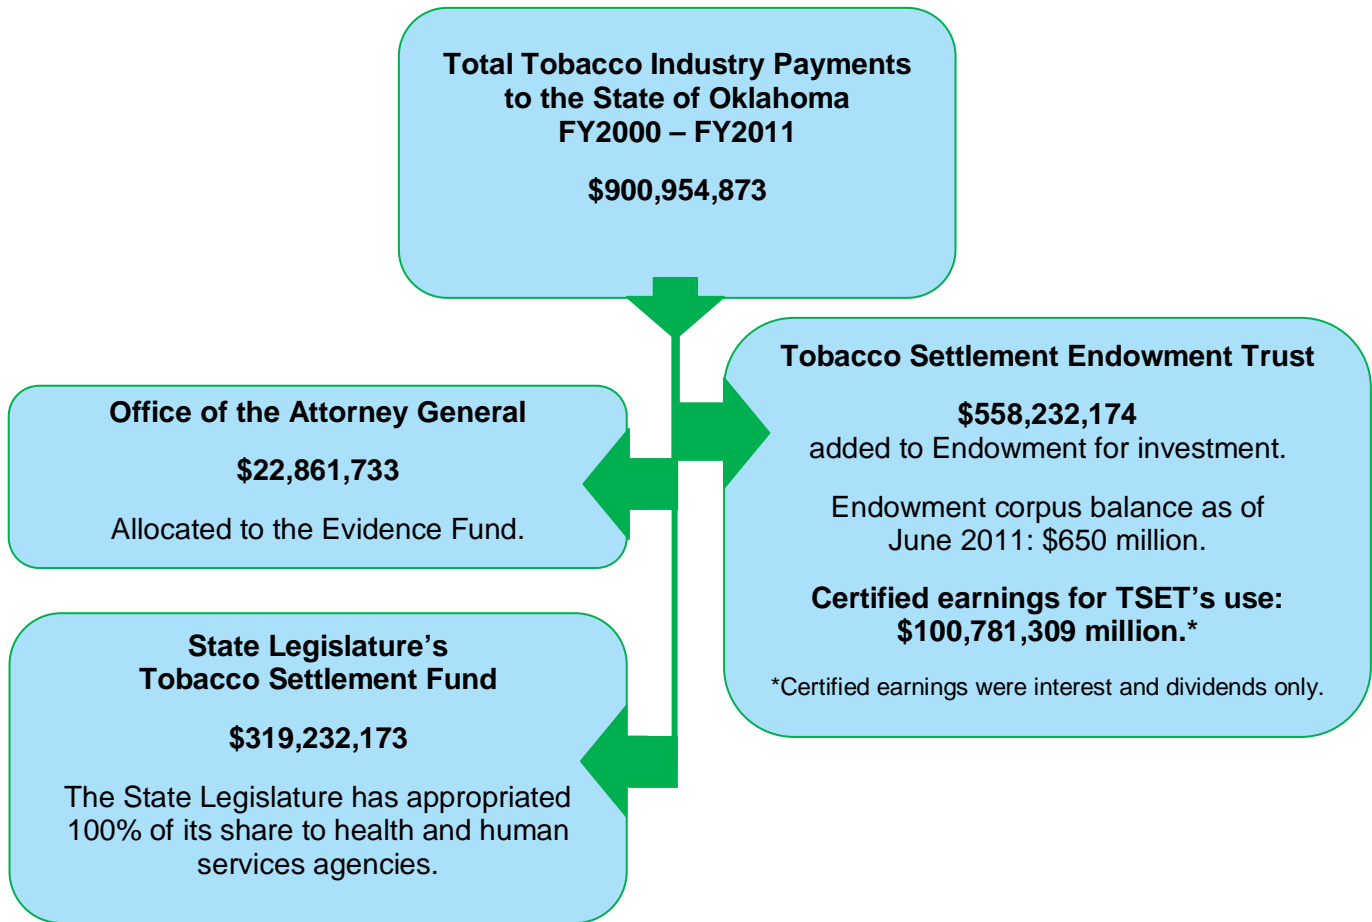 Total Tobacco Industry Payments
to the State of Oklahoma
FY2000 – FY2011
$900,954,873
Tobacco Settlement Endowment Trust
$558,232,174
added to Endowment for investment.
Endowment corpus balance as of
June 2011: $650 million.
Certified earnings for TSET’s use:
$100,781,309 million.*
*Certified earnings were interest and dividends only.
Office of the Attorney General
$22,861,733
Allocated to the Evidence Fund.
State Legislature’s
Tobacco Settlement Fund
$319,232,173
The State Legislature has appropriated
100% of its share to health and human
services agencies.